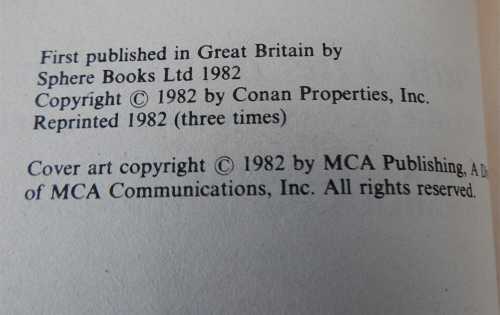 First published in Great Britain by
Sphere Books Ltd 1982
Copyright © 1982 by Conan Properties, Inc.
Reprinted 1982 (three times)
Cover art copyright © 1982 by MCA Publishing, A
of MCA Communications, Inc. All rights reserved.